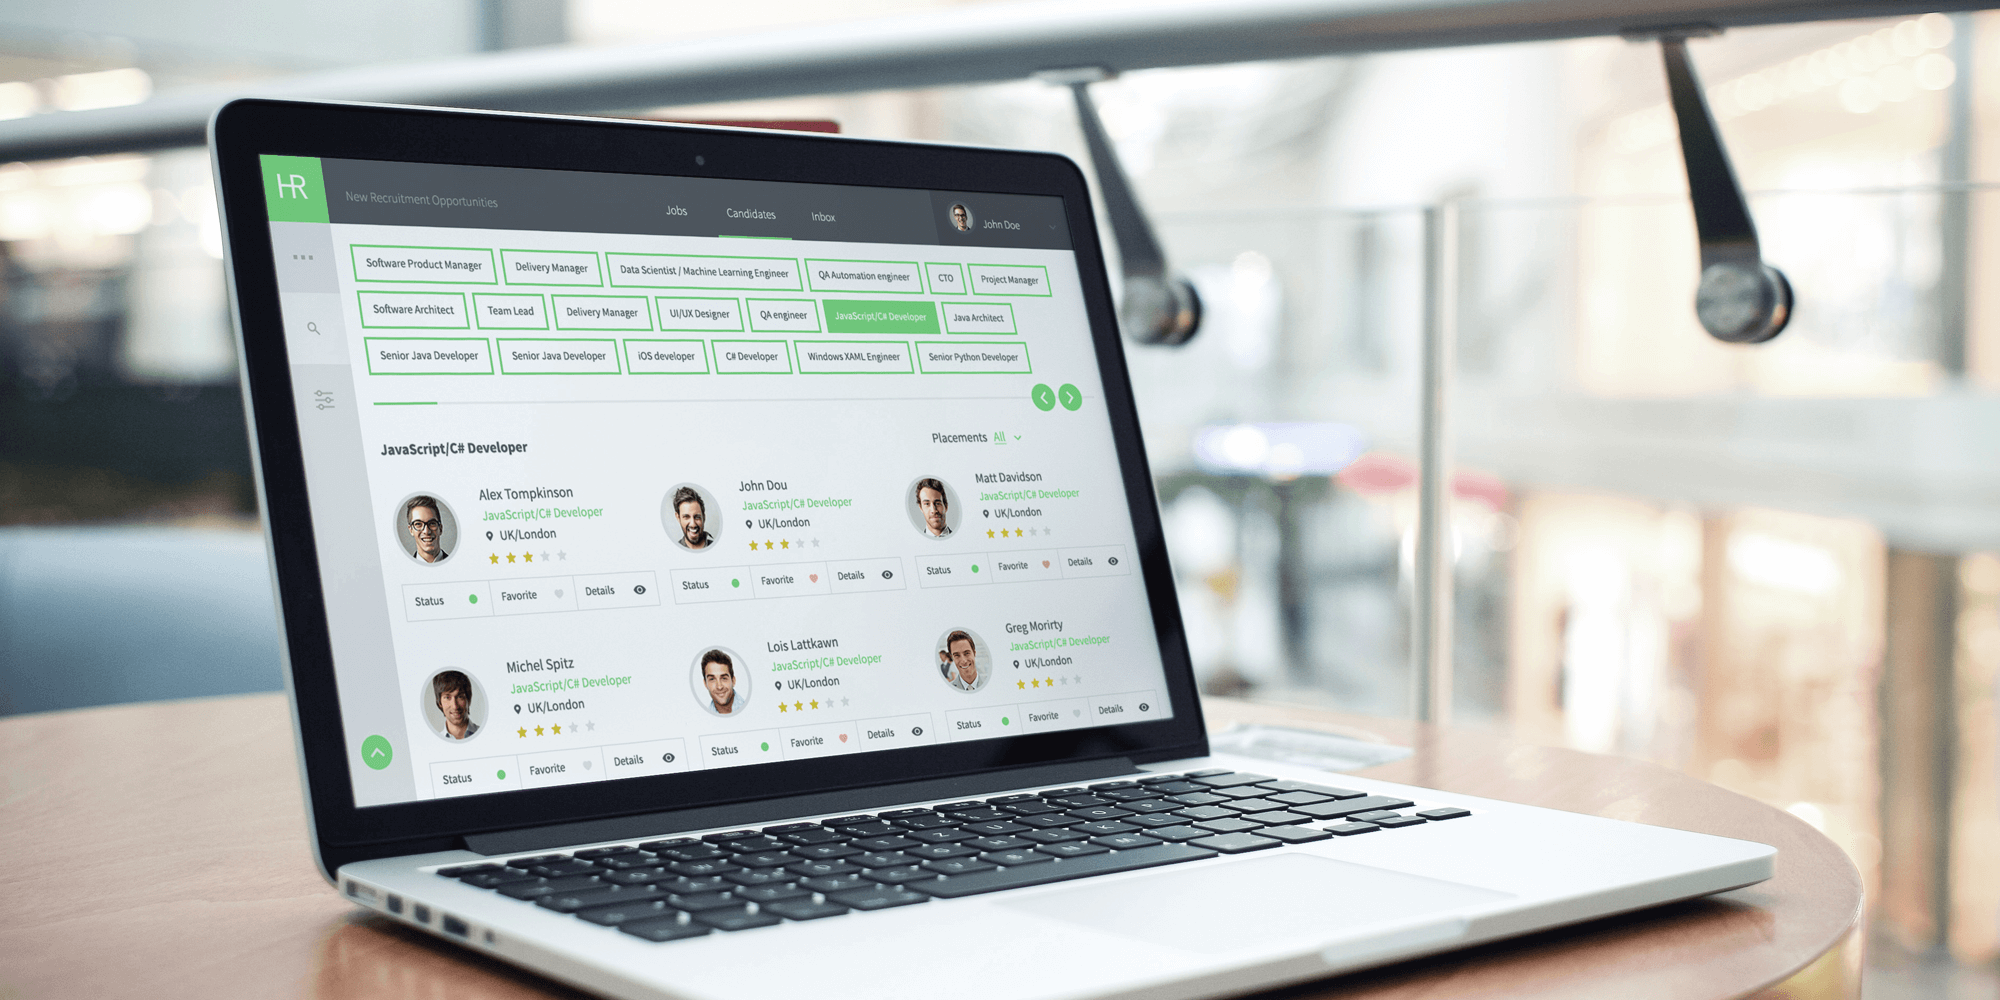 HR
New Recruitment Opportunities
Jobs
Candidates
Inbox
John Doe
Software Product Manager
Delivery Manager
Data Scientist / Machine Learning Engineer
QA Automation engineer
CTO
Project Manager
Software Architect
Team Lead
Delivery Manager
UI/UX Designer
QA engineer
JavaScript/C# Developer
Java Architect
Senior Java Developer
Senior Java Developer
iOS developer
C# Developer
Windows XAML Engineer
Senior Python Developer
JavaScript/C# Developer
Placements All
Alex Tompkinson
JavaScript/C# Developer
UK/London
Status
Favorite
Details
John Dou
JavaScript/C# Developer
UK/London
Status
Favorite
Details
Matt Davidson
JavaScript/C# Developer
UK/London
Status
Favorite
Details
Michel Spitz
JavaScript/C# Developer
UK/London
Status
Favorite
Details
Lois Lattkawn
JavaScript/C# Developer
UK/London
Status
Favorite
Details
Greg Morirty
JavaScript/C# Developer
UK/London
Status
Favorite
Details